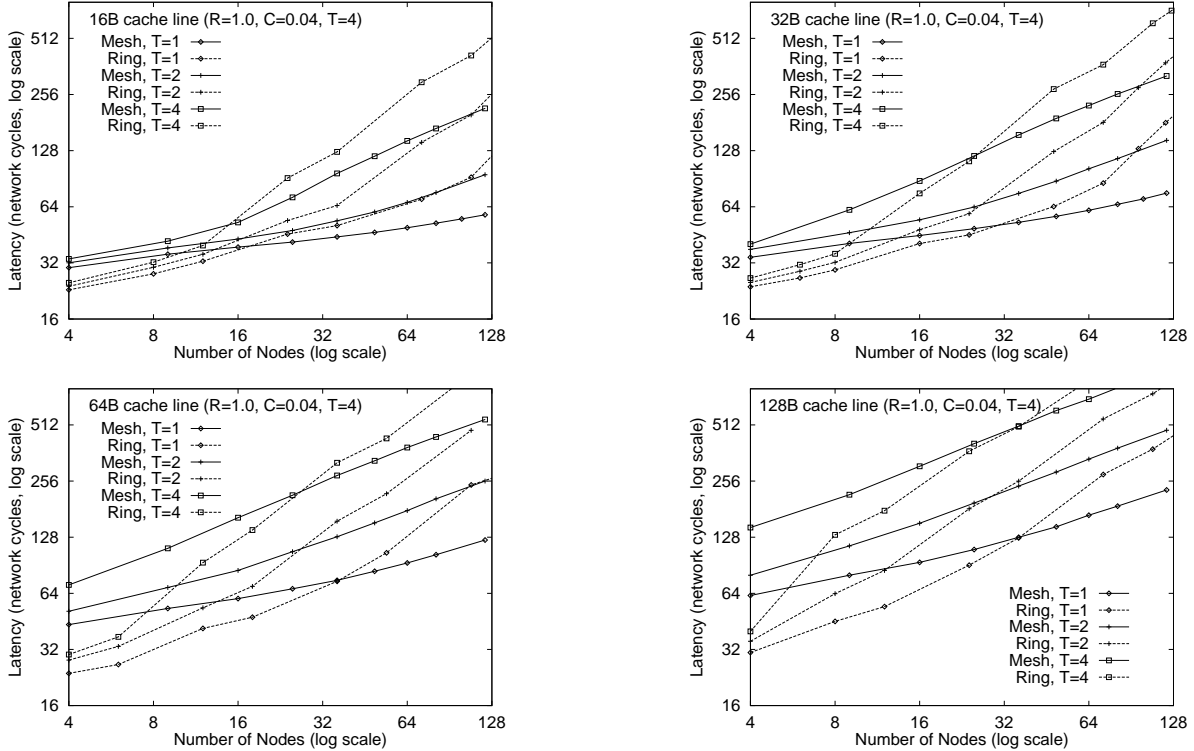 16B cache line (R=1.0, C=0.04, T=4)
Mesh, T=1
Ring, T=1
Mesh, T=2
Ring, T=2
Mesh, T=4
Ring, T=4
512
256
128
64
32
16
4 8 16 32 64 128
Latency (network cycles, log scale)
Number of Nodes (log scale)
32B cache line (R=1.0, C=0.04, T=4)
Mesh, T=1
Ring, T=1
Mesh, T=2
Ring, T=2
Mesh, T=4
Ring, T=4
512
256
128
64
32
16
4 8 16 32 64 128
Latency (network cycles, log scale)
Number of Nodes (log scale)
64B cache line (R=1.0, C=0.04, T=4)
Mesh, T=1
Ring, T=1
Mesh, T=2
Ring, T=2
Mesh, T=4
Ring, T=4
512
256
128
64
32
16
4 8 16 32 64 128
Latency (network cycles, log scale)
Number of Nodes (log scale)
128B cache line (R=1.0, C=0.04, T=4)
512
256
128
64
32
16
Mesh, T=1
Ring, T=1
Mesh, T=2
Ring, T=2
Mesh, T=4
Ring, T=4
4 8 16 32 64 128
Latency (network cycles, log scale)
Number of Nodes (log scale)